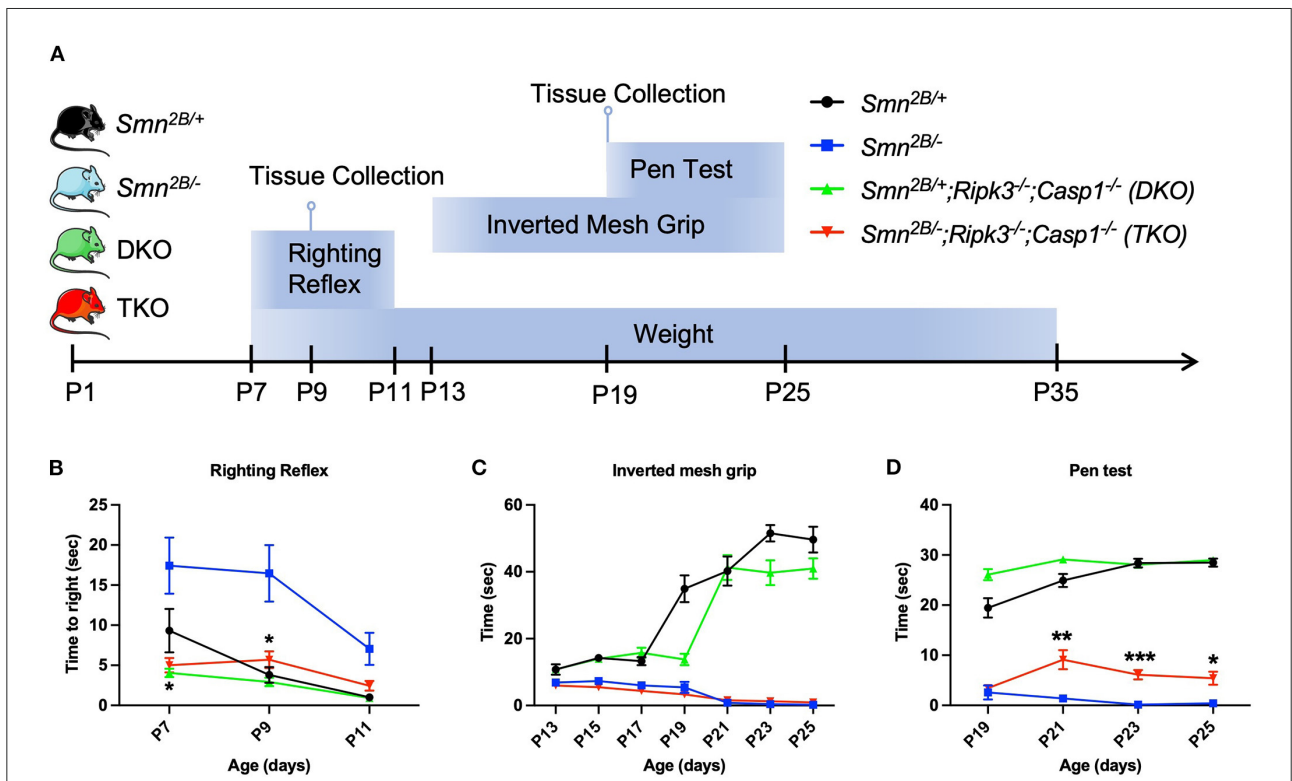 A
Smn2B/+
Smn2B/-
DKO
TKO
Tissue Collection
Tissue Collection
Pen Test
Inverted Mesh Grip
Righting
Reflex
Weight
P1
P7
P9
P11
P13
P19
P25
P35
Smn2B/+
Smn2B/-
Smn2B/+;Ripk3-/-;Casp1-/- (DKO)
Smn2B/-;Ripk3-/-;Casp1-/- (TKO)
B
Righting Reflex
Time to right (sec)
25
20
15
10
5
0
*
*
P7
P9
P11
Age (days)
C
Inverted mesh grip
Time (sec)
60
40
20
0
P13
P15
P17
P19
P21
P23
P25
Age (days)
D
Pen test
Time (sec)
40
30
20
10
0
**
***
*
P19
P21
P23
P25
Age (days)